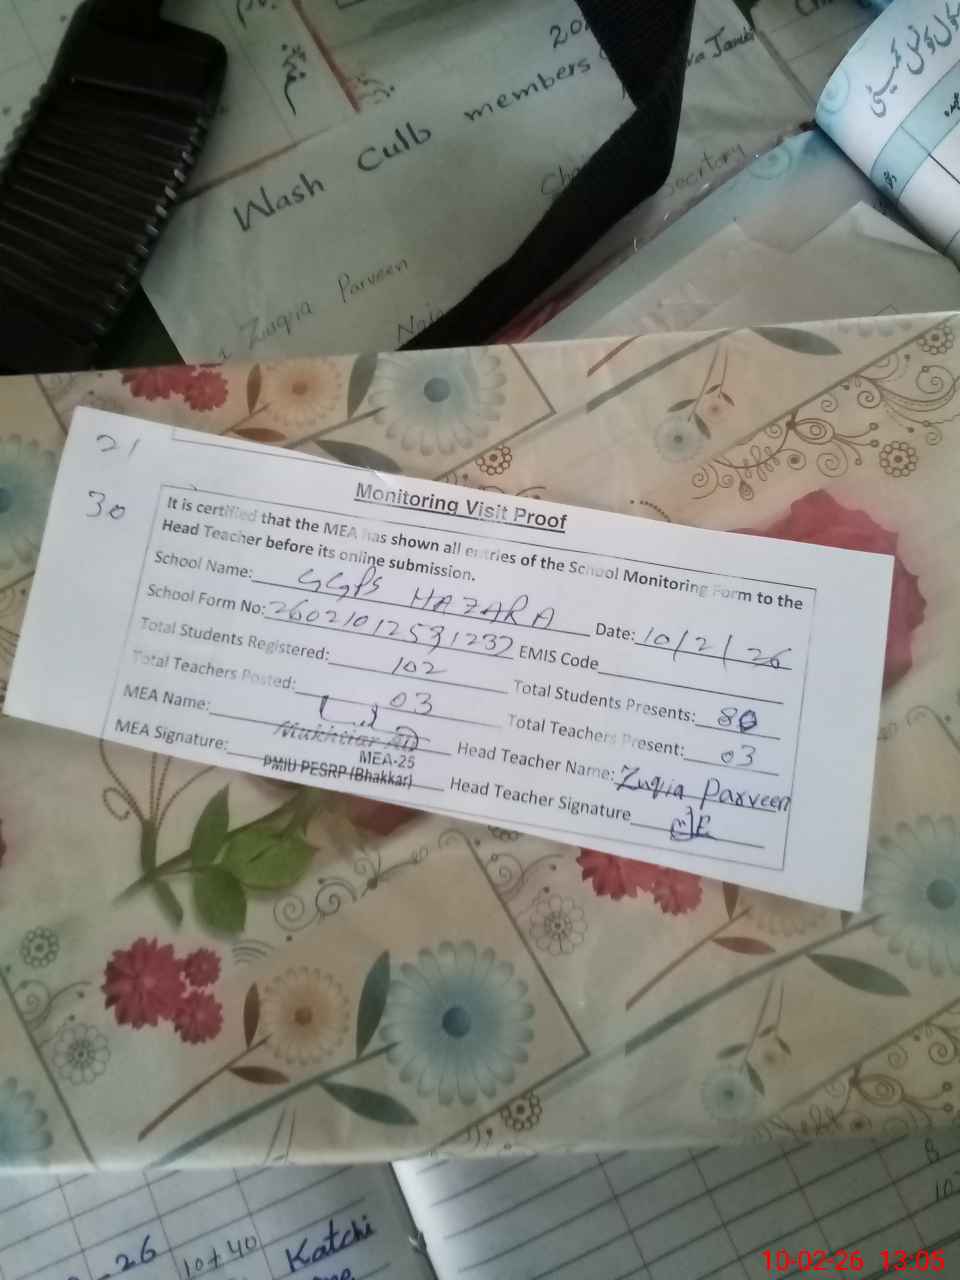 Wash Culb members
Zuqia Parveen
21
30
Monitoring Visit Proof
It is certified that the MEA has shown all entries of the School Monitoring Form to the
Head Teacher before its online submission.
School Name: GGPS HAZARA Date: 10/2/26
School Form No: 26021012531237 EMIS Code
Total Students Registered: 102 Total Students Presents: 80
Total Teachers Posted: 03 Total Teachers Present: 03
MEA Name: Mukhtiar Head Teacher Name: Zuqia Parveen
MEA-25
MEA Signature: PMIU PESRP (Bhakkar) Head Teacher Signature
26
10+40
Katchi
10-02-26 13:05